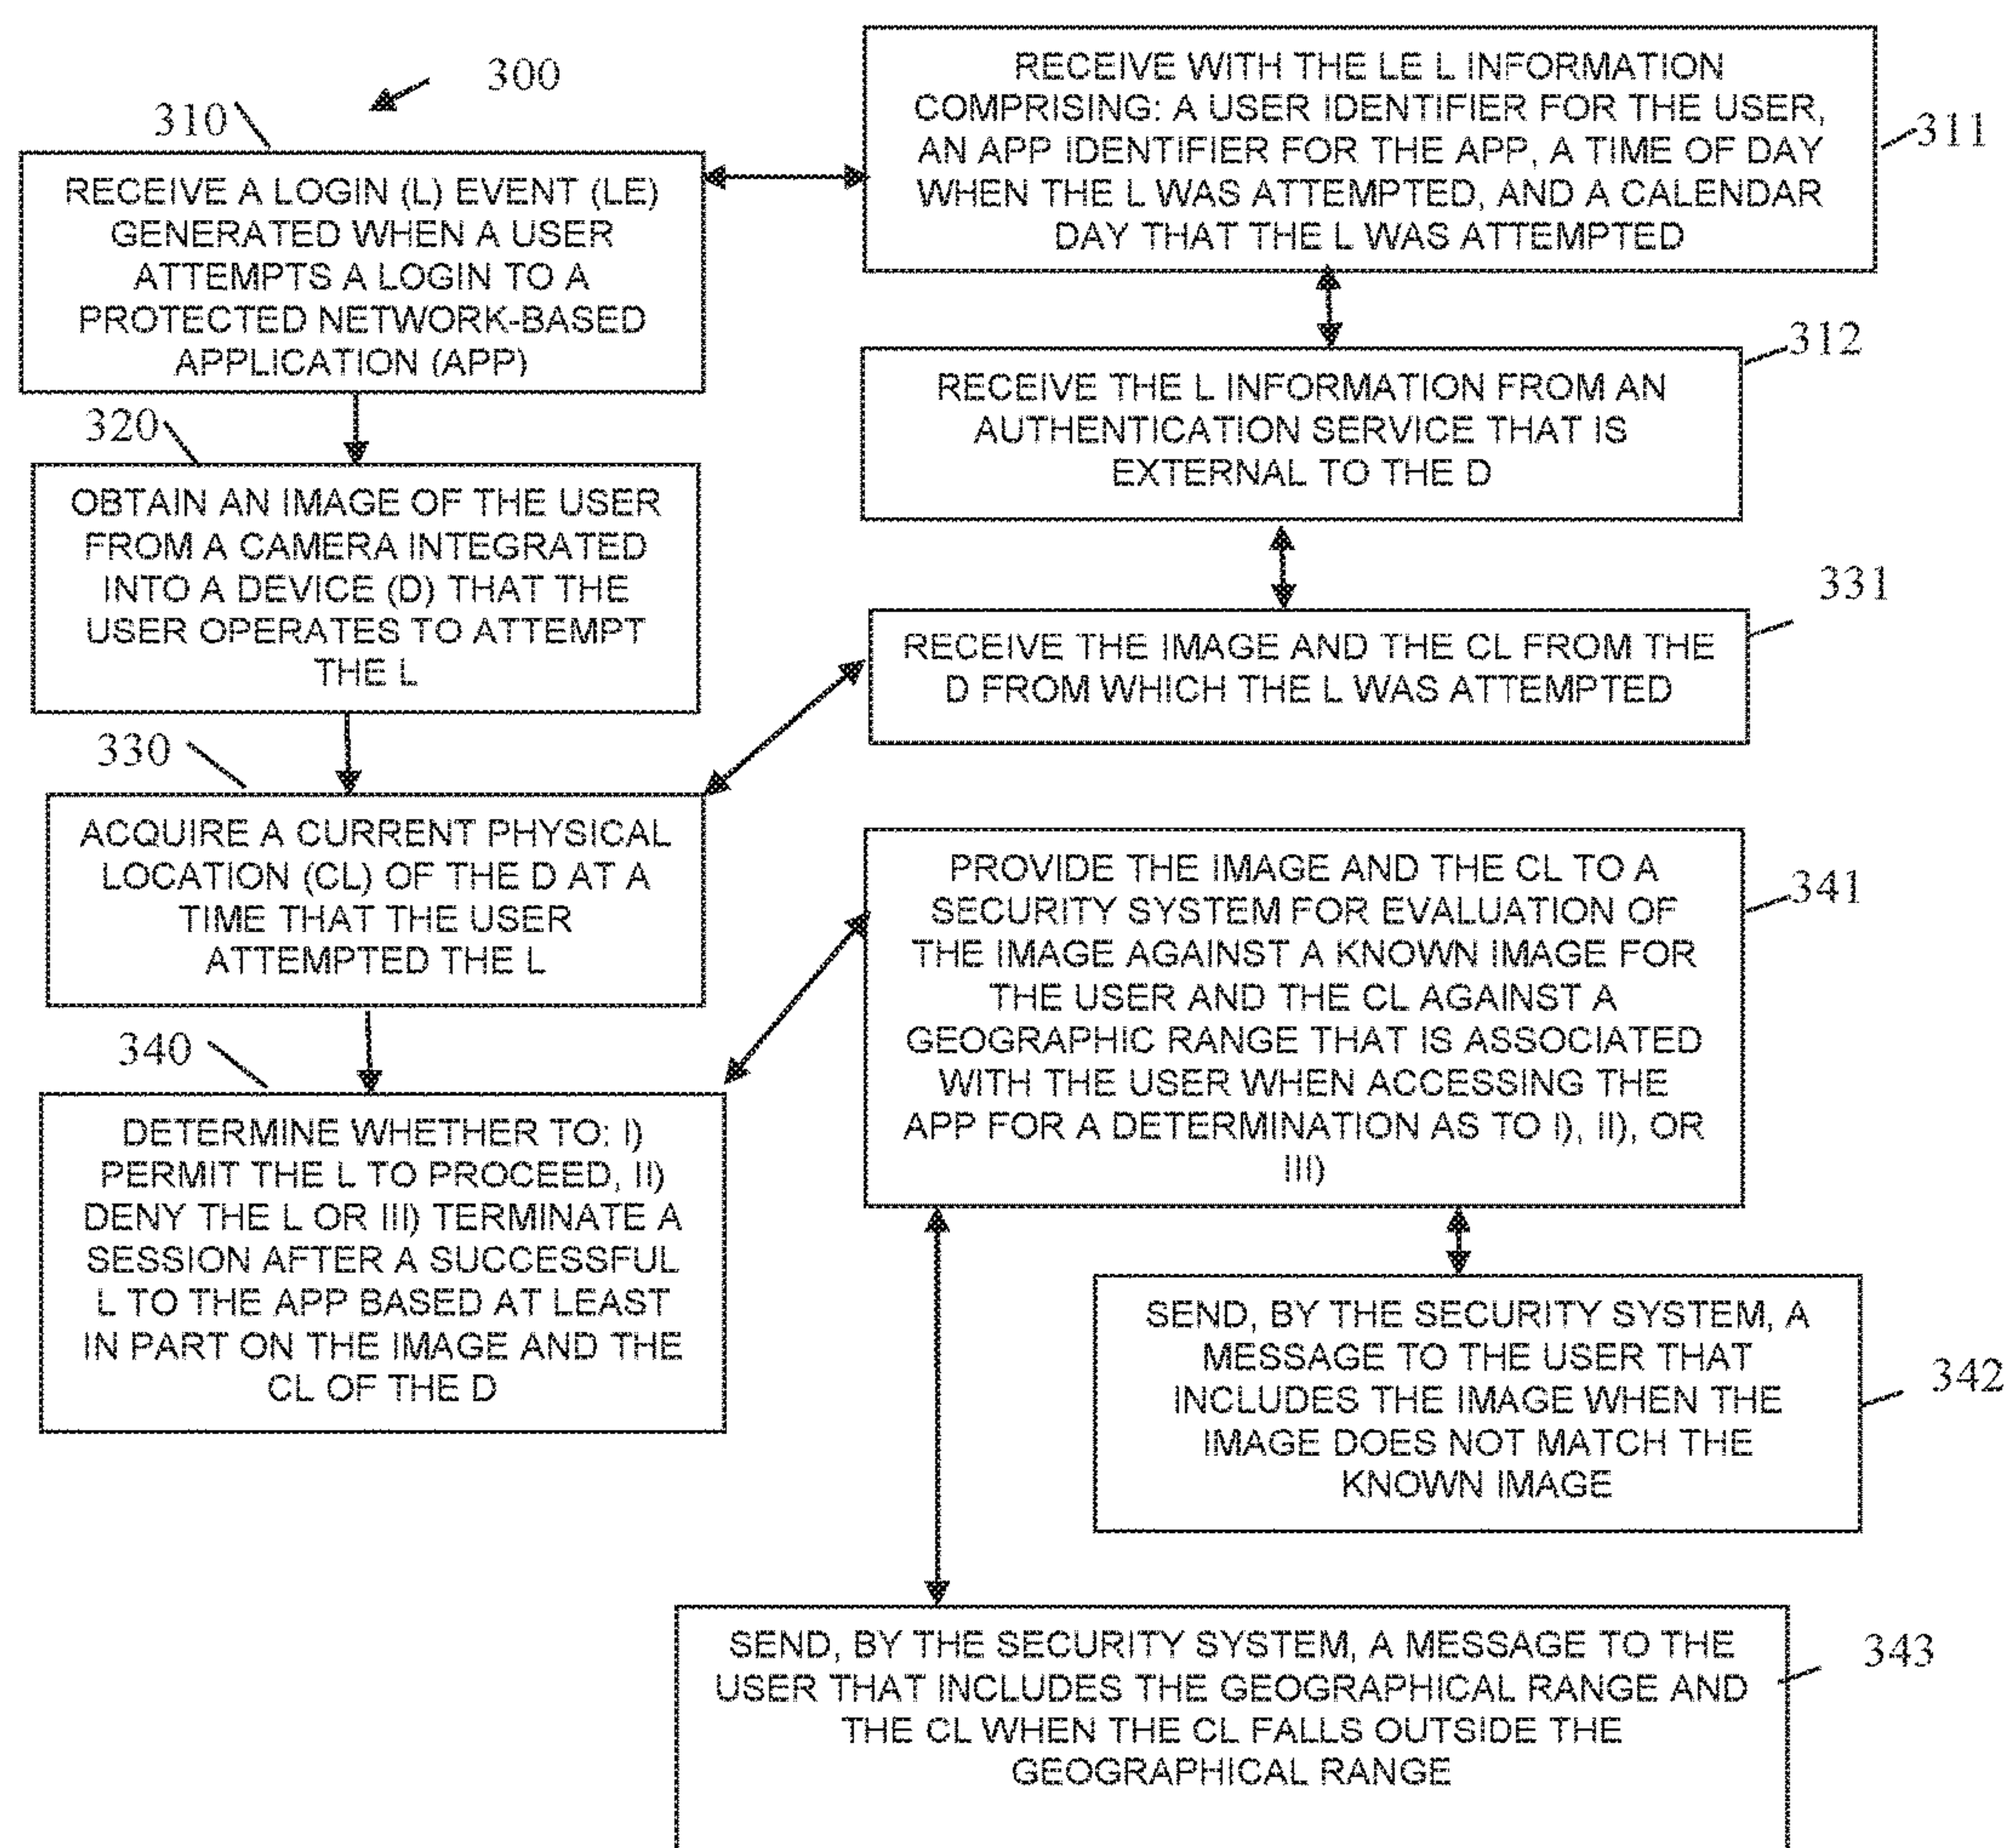 300
310
RECEIVE A LOGIN (L) EVENT (LE)
GENERATED WHEN A USER
ATTEMPTS A LOGIN TO A
PROTECTED NETWORK-BASED
APPLICATION (APP)
RECEIVE WITH THE LE L INFORMATION
COMPRISING: A USER IDENTIFIER FOR THE USER,
AN APP IDENTIFIER FOR THE APP, A TIME OF DAY
WHEN THE L WAS ATTEMPTED, AND A CALENDAR
DAY THAT THE L WAS ATTEMPTED
311
312
RECEIVE THE L INFORMATION FROM AN
AUTHENTICATION SERVICE THAT IS
EXTERNAL TO THE D
320
OBTAIN AN IMAGE OF THE USER
FROM A CAMERA INTEGRATED
INTO A DEVICE (D) THAT THE
USER OPERATES TO ATTEMPT
THE L
331
RECEIVE THE IMAGE AND THE CL FROM THE
D FROM WHICH THE L WAS ATTEMPTED
330
ACQUIRE A CURRENT PHYSICAL
LOCATION (CL) OF THE D AT A
TIME THAT THE USER
ATTEMPTED THE L
PROVIDE THE IMAGE AND THE CL TO A
SECURITY SYSTEM FOR EVALUATION OF
THE IMAGE AGAINST A KNOWN IMAGE FOR
THE USER AND THE CL AGAINST A
GEOGRAPHIC RANGE THAT IS ASSOCIATED
WITH THE USER WHEN ACCESSING THE
APP FOR A DETERMINATION AS TO I), II), OR
III)
341
340
DETERMINE WHETHER TO: I)
PERMIT THE L TO PROCEED, II)
DENY THE L OR III) TERMINATE A
SESSION AFTER A SUCCESSFUL
L TO THE APP BASED AT LEAST
IN PART ON THE IMAGE AND THE
CL OF THE D
SEND, BY THE SECURITY SYSTEM, A
MESSAGE TO THE USER THAT
INCLUDES THE IMAGE WHEN THE
IMAGE DOES NOT MATCH THE
KNOWN IMAGE
342
SEND, BY THE SECURITY SYSTEM, A MESSAGE TO THE
USER THAT INCLUDES THE GEOGRAPHICAL RANGE AND
THE CL WHEN THE CL FALLS OUTSIDE THE
GEOGRAPHICAL RANGE
343